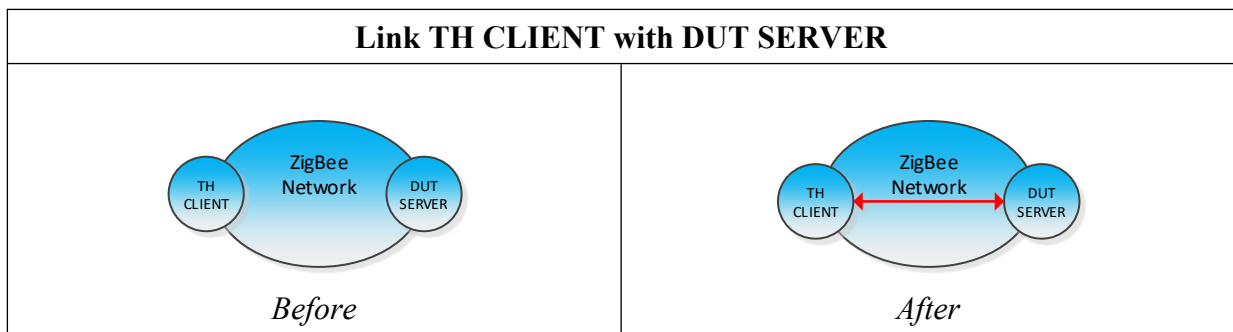 Link TH CLIENT with DUT SERVER
ZigBee
Network
TH
CLIENT
DUT
SERVER
Before
ZigBee
Network
TH
CLIENT
DUT
SERVER
After